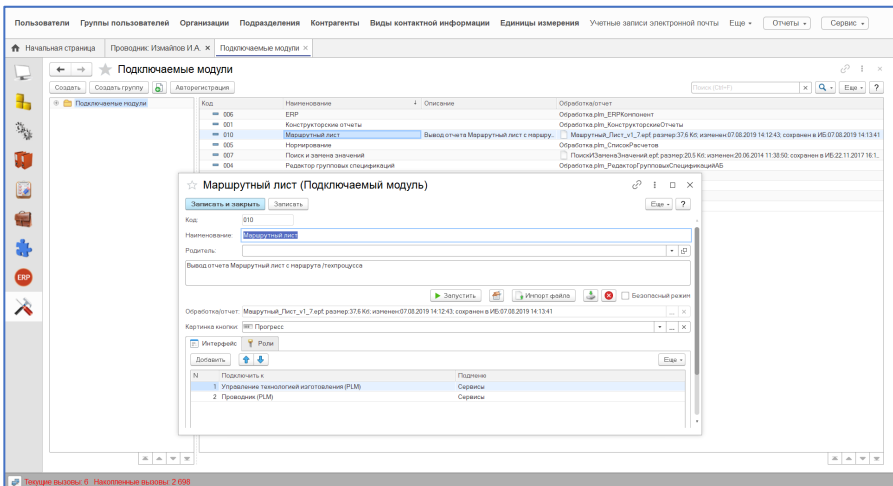 Пользователи Группы пользователей Организации Подразделения Контрагенты Виды контактной информации Единицы измерения Учетные записи электронной почты Еще Отчеты Сервис
Начальная страница Проводник: Измайлов И.А. × Подключаемые модули ×
Подключаемые модули
Создать Создать группу Авторегистрация Поиск (Ctrl+F) × Еще ?
Подключаемые модули Код Наименование Описание Обработка/отчет
006 ERP Обработка.plm_ERPКомпонент
001 Конструкторские отчеты Обработка.plm_КонструкторскиеОтчеты
010 Маршрутный лист Вывод отчета Маршрутный лист с маршру.. Маршрутный_Лист_v1_7.epf; размер:37,6 Кб; изменен:07.08.2019 14:12:43; сохранен в ИБ:07.08.2019 14:13:41
005 Нормирование Обработка.plm_СписокРасчетов
007 Поиск и замена значений ПоискИЗаменаЗначений.epf; размер:20,5 Кб; изменен:20.06.2014 11:38:50; сохранен в ИБ:22.11.2017 16:1..
004 Редактор групповых спецификаций Обработка.plm_РедакторГрупповыхСпецификацийАБ
Маршрутный лист (Подключаемый модуль)
Записать и закрыть Записать Еще ?
Код: 010
Наименование: Маршрутный лист
Родитель:
Вывод отчета Маршрутный лист с маршрута /техпроцусса
Запустить Импорт файла Безопасный режим
Обработка/отчет: Маршрутный_Лист_v1_7.epf; размер:37,6 Кб; изменен:07.08.2019 14:12:43; сохранен в ИБ:07.08.2019 14:13:41
Картинка кнопки: Прогресс
Интерфейс Роли
Добавить Еще
N Подключить к Подменю
1 Управление технологией изготовления (PLM) Сервисы
2 Проводник (PLM) Сервисы
ERP
Текущие вызовы: 6 Накопленные вызовы: 2 698